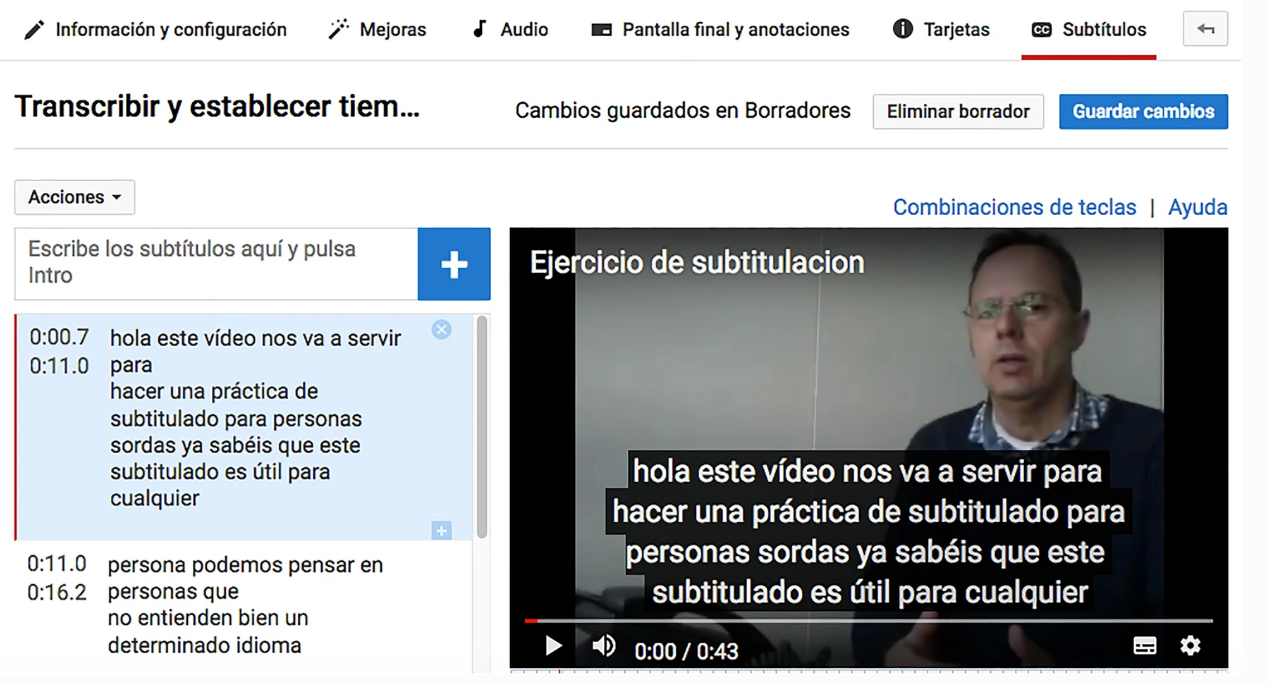 Información y configuración Mejoras Audio Pantalla final y anotaciones Tarjetas CC Subtítulos
Transcribir y establecer tiem... Cambios guardados en Borradores Eliminar borrador Guardar cambios
Acciones
Combinaciones de teclas | Ayuda
Escribe los subtítulos aquí y pulsa
Intro
0:00.7 hola este vídeo nos va a servir
0:11.0 para
hacer una práctica de
subtitulado para personas
sordas ya sabéis que este
subtitulado es útil para
cualquier
0:11.0 persona podemos pensar en
0:16.2 personas que
no entienden bien un
determinado idioma
Ejercicio de subtitulacion
hola este vídeo nos va a servir para
hacer una práctica de subtitulado para
personas sordas ya sabéis que este
subtitulado es útil para cualquier
0:00 / 0:43